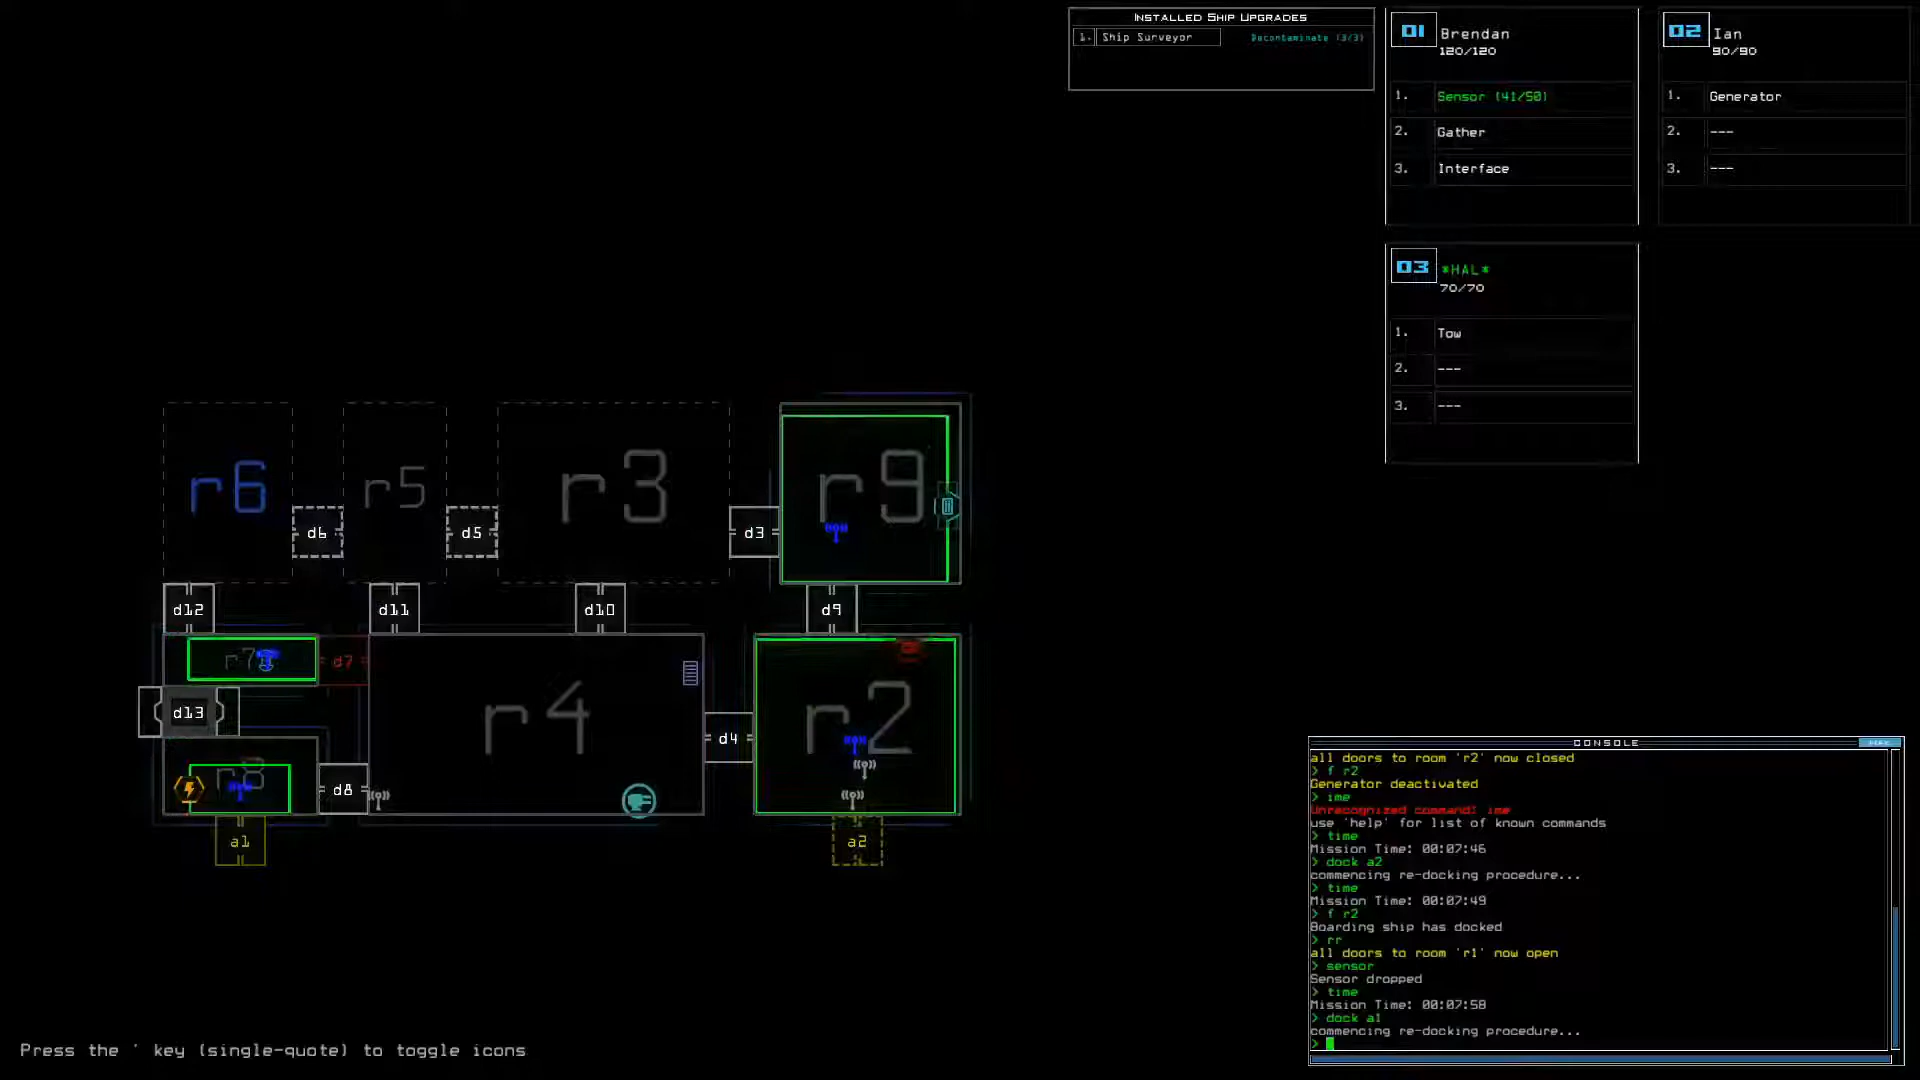 Installed Ship Upgrades
1. Ship Surveyor Decontaminate (3/3)
01 Brendan
120/120
1. Sensor (41/50)
2. Gather
3. Interface
02 Ian
90/90
1. Generator
2. ---
3. ---
03 *HAL*
70/70
1. Tow
2. ---
3. ---
r6
r5
r3
r9
d6
d5
d3
d12
d11
d10
d9
r7
d7
r4
r2
d13
d4
r8
d8
a1
a2
CONSOLE
all doors to room 'r2' now closed
> f r2
Generator deactivated
> ime
Unrecognized command! ime
use 'help' for list of known commands
> time
Mission Time: 00:07:46
> dock a2
commencing re-docking procedure...
> time
Mission Time: 00:07:49
> f r2
Boarding ship has docked
> rr
all doors to room 'r1' now open
> sensor
Sensor dropped
> time
Mission Time: 00:07:58
> dock a1
commencing re-docking procedure...
>
Press the ' key (single-quote) to toggle icons